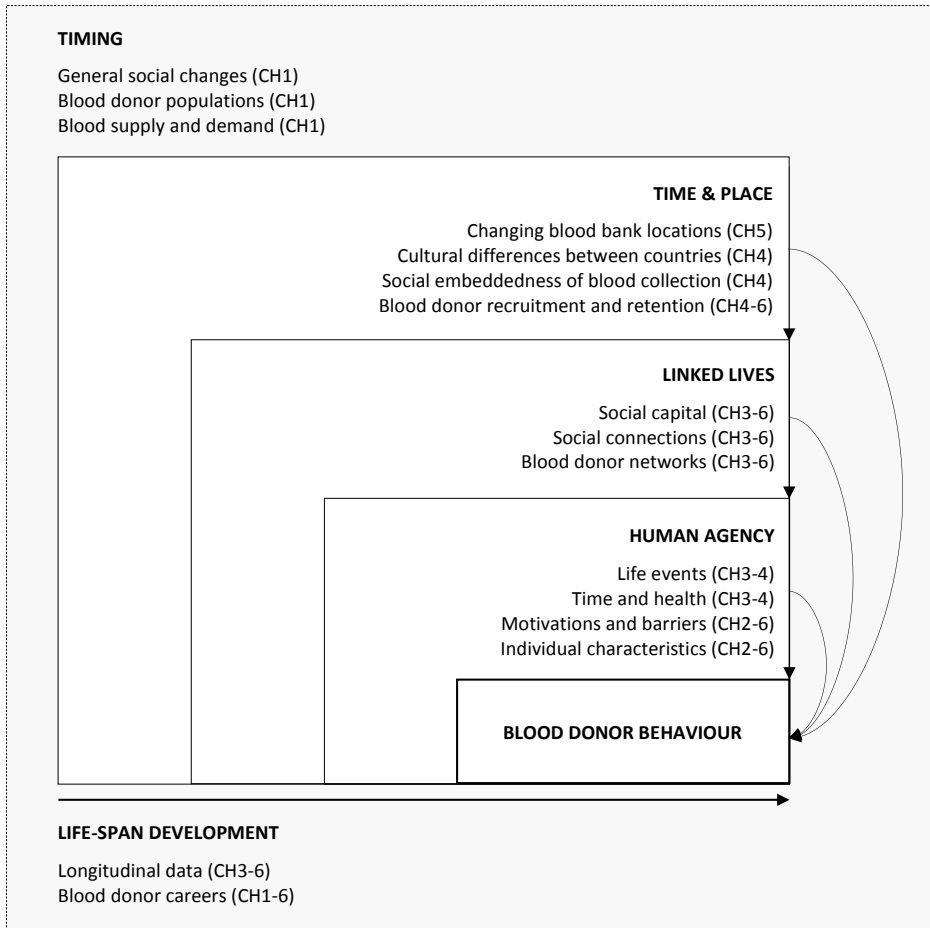 TIMING
General social changes (CH1)
Blood donor populations (CH1)
Blood supply and demand (CH1)
TIME & PLACE
Changing blood bank locations (CH5)
Cultural differences between countries (CH4)
Social embeddedness of blood collection (CH4)
Blood donor recruitment and retention (CH4-6)
LINKED LIVES
Social capital (CH3-6)
Social connections (CH3-6)
Blood donor networks (CH3-6)
HUMAN AGENCY
Life events (CH3-4)
Time and health (CH3-4)
Motivations and barriers (CH2-6)
Individual characteristics (CH2-6)
BLOOD DONOR BEHAVIOUR
LIFE-SPAN DEVELOPMENT
Longitudinal data (CH3-6)
Blood donor careers (CH1-6)